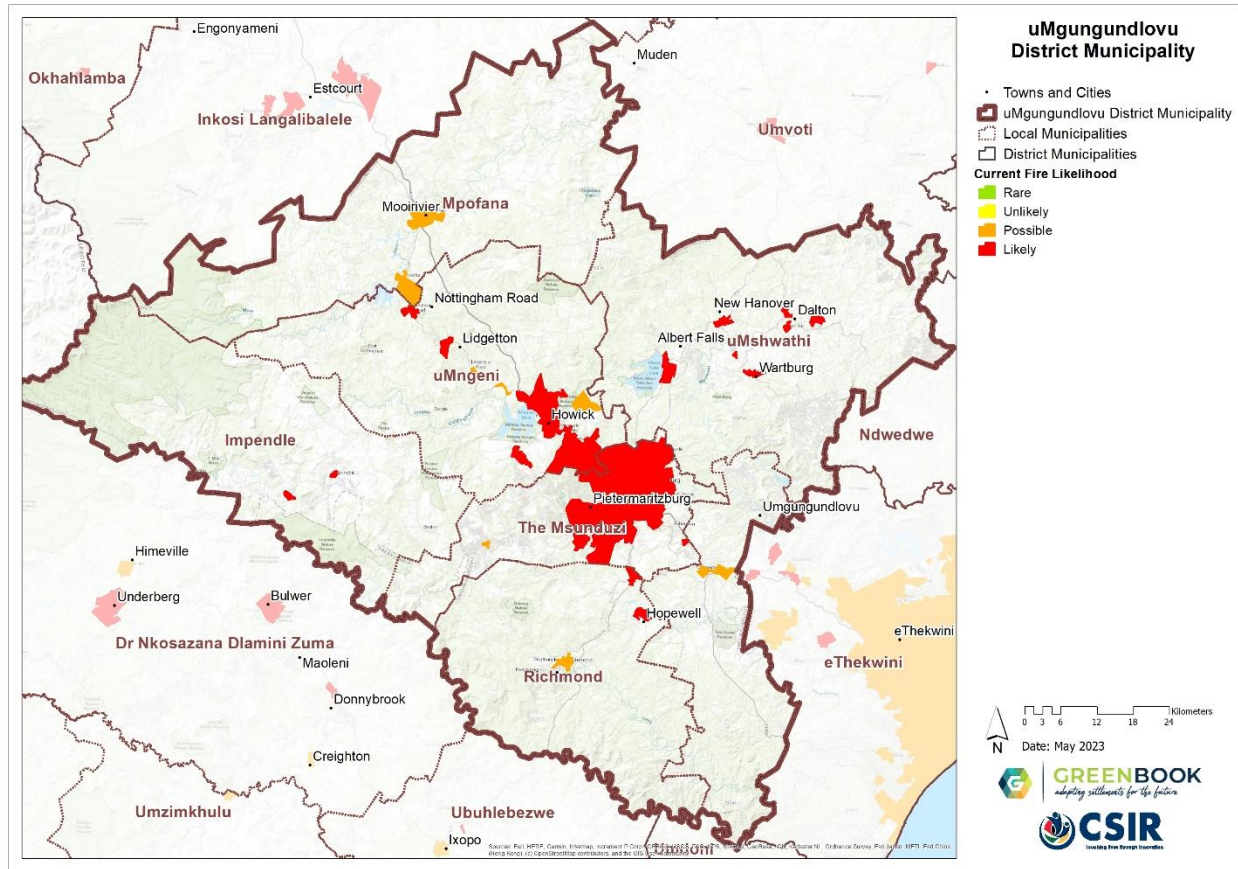 uMgungundlovu
District Municipality
Towns and Cities
uMgungundlovu District Municipality
Local Municipalities
District Municipalities
Current Fire Likelihood
Rare
Unlikely
Possible
Likely
Engonyameni
Muden
Okhahlamba
Estcourt
Inkosi Langalibalele
Umvoti
Mooirivier
Mpofana
Nottingham Road
New Hanover
Dalton
Lidgetton
Albert Falls
uMshwathi
uMngeni
Wartburg
Howick
Impendle
Ndwedwe
Pietermaritzburg
Umgungundlovu
The Msunduzi
Himeville
Underberg
Bulwer
Hopewell
eThekwini
Dr Nkosazana Dlamini Zuma
Maoleni
eThekwini
Richmond
Donnybrook
Creighton
Umzimkhulu
Ubuhlebezwe
Ixopo
Kilometers
0 3 6 12 18 24
N
Date: May 2023
GREENBOOK
adapting settlements for the future
CSIR
Touching lives through innovation